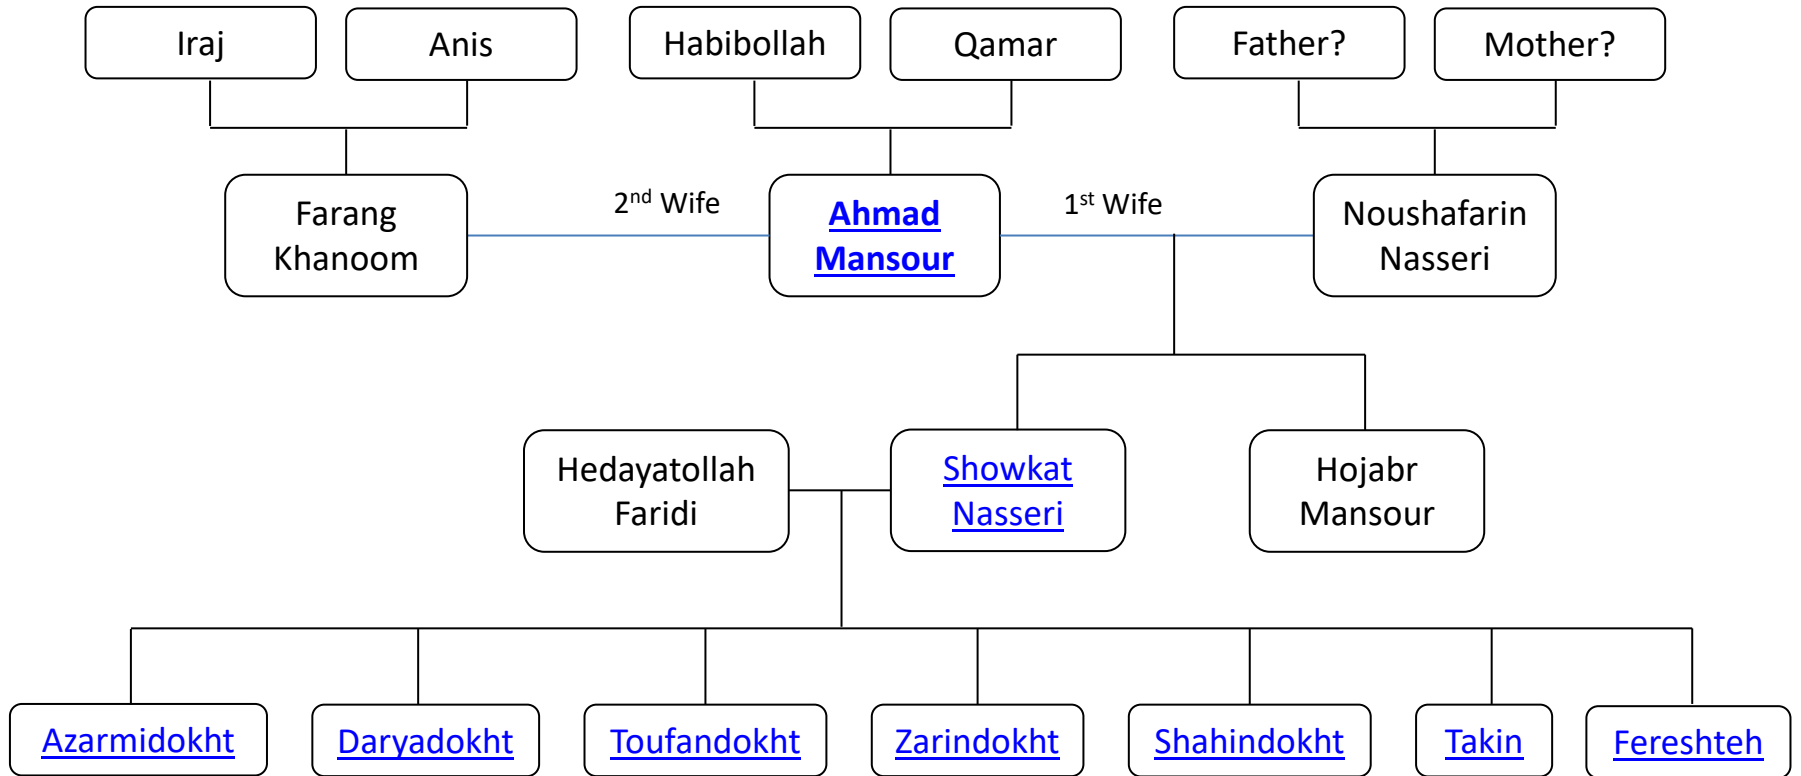 Iraj
Anis
Habibollah
Qamar
Father?
Mother?
Farang
Khanoom
2nd Wife
Ahmad
Mansour
1st Wife
Noushafarin
Nasseri
Hedayatollah
Faridi
Showkat
Nasseri
Hojabr
Mansour
Azarmidokht
Daryadokht
Toufandokht
Zarindokht
Shahindokht
Takin
Fereshteh